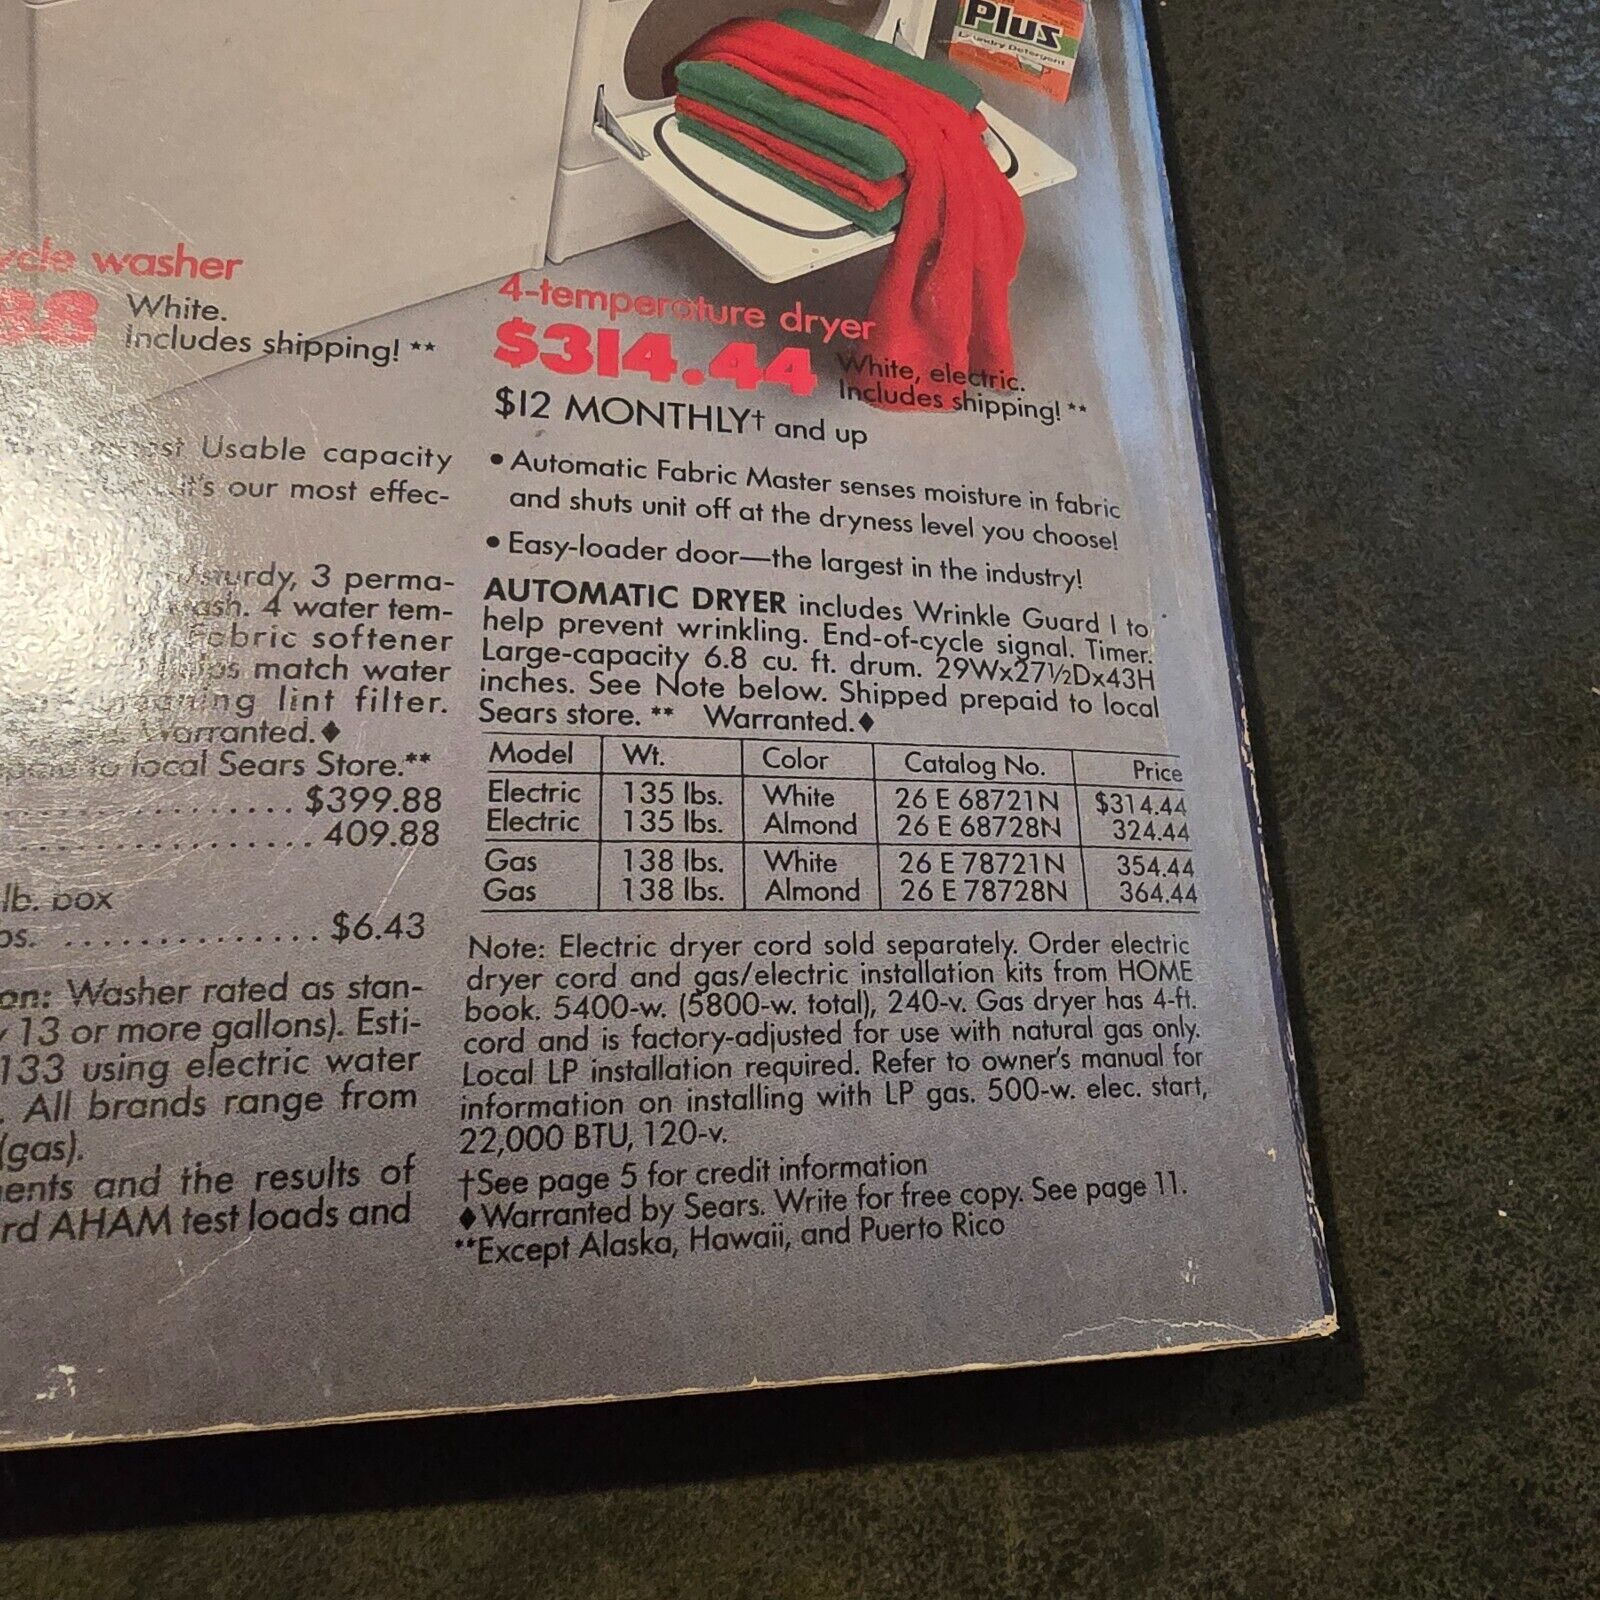 Plus
Laundry Detergent
washer
88
White.
Includes shipping! **
Usable capacity
it's our most effec-
sturdy, 3 perma-
4 water tem-
Fabric softener
match water
lint filter.
Warranted.♦
to local Sears Store.**
$399.88
409.88
lb. box
$6.43
Washer rated as stan-
13 or more gallons). Esti-
133 using electric water
. All brands range from
(gas).
and the results of
AHAM test loads and
4-temperature dryer
$314.44
White, electric.
Includes shipping! **
$12 MONTHLY† and up
• Automatic Fabric Master senses moisture in fabric
and shuts unit off at the dryness level you choose!
• Easy-loader door—the largest in the industry!
AUTOMATIC DRYER includes Wrinkle Guard I to
help prevent wrinkling. End-of-cycle signal. Timer.
Large-capacity 6.8 cu. ft. drum. 29Wx27½Dx43H
inches. See Note below. Shipped prepaid to local
Sears store. ** Warranted.♦
Model Wt. Color Catalog No. Price
Electric 135 lbs. White 26 E 68721N $314.44
Electric 135 lbs. Almond 26 E 68728N 324.44
Gas 138 lbs. White 26 E 78721N 354.44
Gas 138 lbs. Almond 26 E 78728N 364.44
Note: Electric dryer cord sold separately. Order electric
dryer cord and gas/electric installation kits from HOME
book. 5400-w. (5800-w. total), 240-v. Gas dryer has 4-ft.
cord and is factory-adjusted for use with natural gas only.
Local LP installation required. Refer to owner's manual for
information on installing with LP gas. 500-w. elec. start,
22,000 BTU, 120-v.
†See page 5 for credit information
♦Warranted by Sears. Write for free copy. See page 11.
**Except Alaska, Hawaii, and Puerto Rico